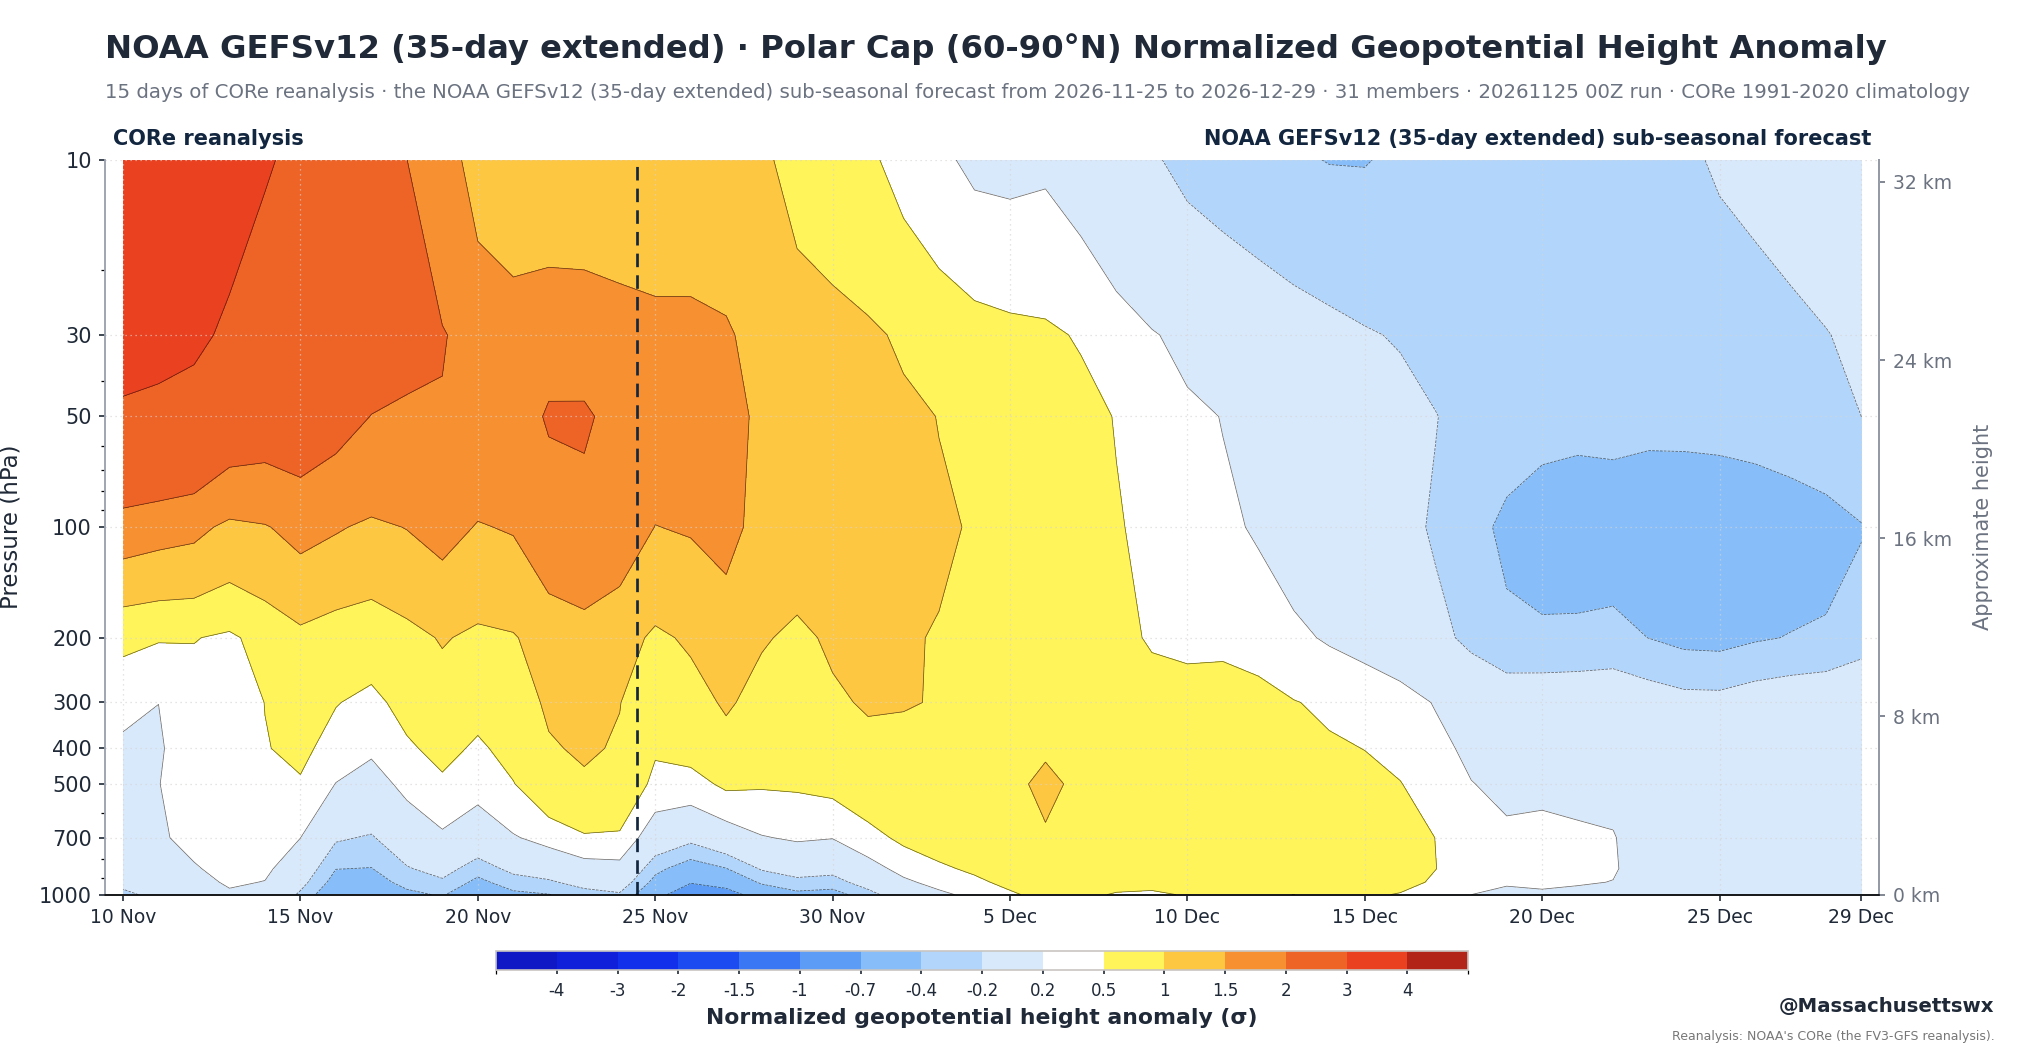 NOAA GEFSv12 (35-day extended) · Polar Cap (60-90°N) Normalized Geopotential Height Anomaly
15 days of CORe reanalysis · the NOAA GEFSv12 (35-day extended) sub-seasonal forecast from 2026-11-25 to 2026-12-29 · 31 members · 20261125 00Z run · CORe 1991-2020 climatology
CORe reanalysis
NOAA GEFSv12 (35-day extended) sub-seasonal forecast
Pressure (hPa)
10
30
50
100
200
300
400
500
700
1000
32 km
24 km
16 km
8 km
0 km
Approximate height
10 Nov 15 Nov 20 Nov 25 Nov 30 Nov 5 Dec 10 Dec 15 Dec 20 Dec 25 Dec 29 Dec
-4 -3 -2 -1.5 -1 -0.7 -0.4 -0.2 0.2 0.5 1 1.5 2 3 4
Normalized geopotential height anomaly (σ)
@Massachusettswx
Reanalysis: NOAA's CORe (the FV3-GFS reanalysis).